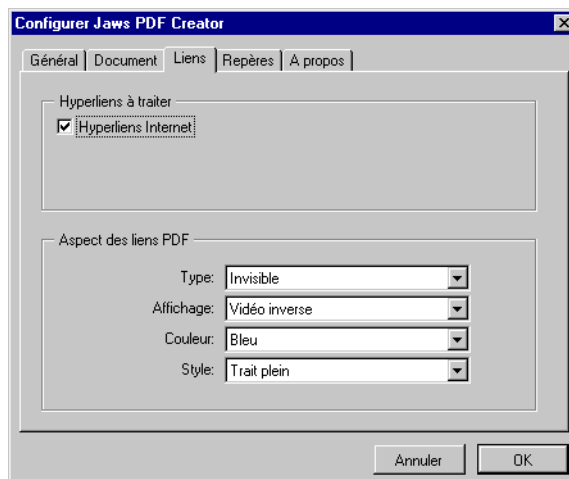 Configurer Jaws PDF Creator
Général Document Liens Repères A propos
Hyperliens à traiter
Hyperliens Internet
Aspect des liens PDF
Type: Invisible
Affichage: Vidéo inverse
Couleur: Bleu
Style: Trait plein
Annuler OK